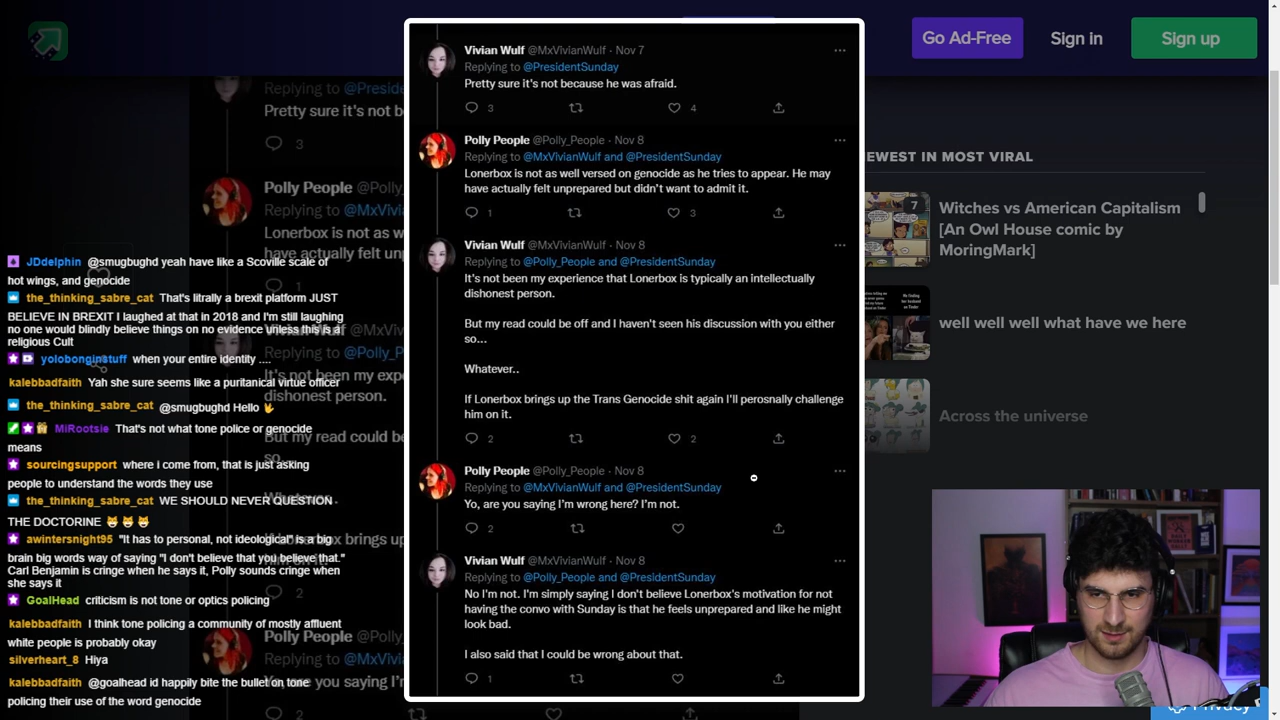 Go Ad-Free
Sign in
Sign up
Vivian Wulf @MxVivianWulf · Nov 7
Replying to @PresidentSunday
Pretty sure it's not because he was afraid.
3
4
Polly People @Polly_People · Nov 8
Replying to @MxVivianWulf and @PresidentSunday
Lonerbox is not as well versed on genocide as he tries to appear. He may
have actually felt unprepared but didn't want to admit it.
1
3
Vivian Wulf @MxVivianWulf · Nov 8
Replying to @Polly_People and @PresidentSunday
It's not been my experience that Lonerbox is typically an intellectually
dishonest person.
But my read could be off and I haven't seen his discussion with you either
so...
Whatever..
If Lonerbox brings up the Trans Genocide shit again I'll perosnally challenge
him on it.
2
2
Polly People @Polly_People · Nov 8
Replying to @MxVivianWulf and @PresidentSunday
Yo, are you saying I'm wrong here? I'm not.
2
Vivian Wulf @MxVivianWulf · Nov 8
Replying to @Polly_People and @PresidentSunday
No I'm not. I'm simply saying I don't believe Lonerbox's motivation for not
having the convo with Sunday is that he feels unprepared and like he might
look bad.
I also said that I could be wrong about that.
1
JDdelphin @smugbughd yeah have like a Scoville scale of
hot wings, and genocide
the_thinking_sabre_cat That's litrally a brexit platform JUST
BELIEVE IN BREXIT I laughed at that in 2018 and I'm still laughing
no one would blindly believe things on no evidence unless this is a
religious Cult
yolobonginstuff when your entire identity ....
kalebbadfaith Yah she sure seems like a puritanical virtue officer
the_thinking_sabre_cat @smugbughd Hello 🖖
MiRootsie That's not what tone police or genocide
means
sourcingsupport where i come from, that is just asking
people to understand the words they use
the_thinking_sabre_cat WE SHOULD NEVER QUESTION
THE DOCTORINE 😼😼😼
awintersnight95 "It has to personal, not ideological" is a big
brain big words way of saying "I don't believe that you believe that."
Carl Benjamin is cringe when he says it, Polly sounds cringe when
she says it
GoalHead criticism is not tone or optics policing
kalebbadfaith I think tone policing a community of mostly affluent
white people is probably okay
silverheart_8 Hiya
kalebbadfaith @goalhead id happily bite the bullet on tone
policing their use of the word genocide
EWEST IN MOST VIRAL
7
Witches vs American Capitalism
[An Owl House comic by
MoringMark]
well well well what have we here
Across the universe